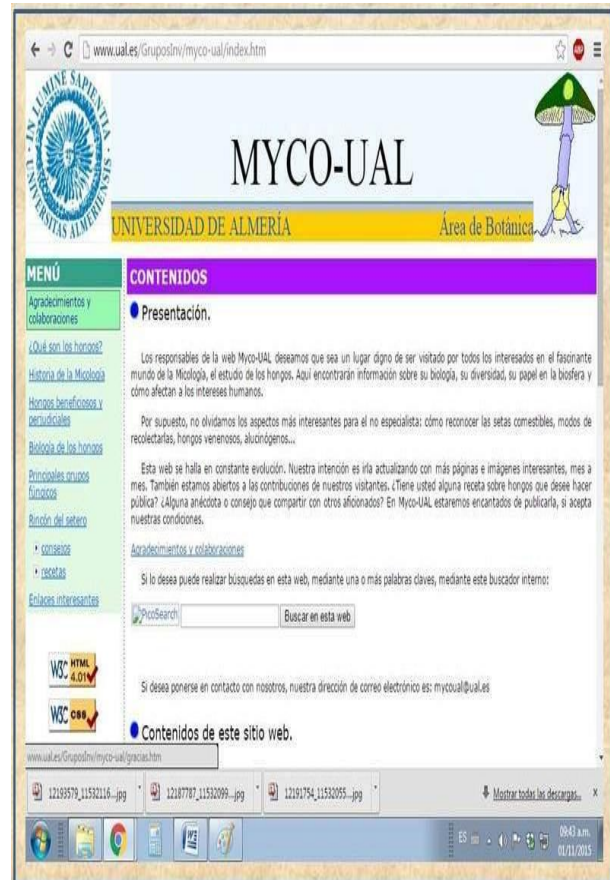 www.ual.es/GruposInv/myco-ual/index.htm
ABP
IN LUMINE SAPIENTIA
UNIVERSITAS ALMERIENSIS
MYCO-UAL
UNIVERSIDAD DE ALMERÍA
Área de Botánica
MENÚ
Agradecimientos y
colaboraciones
¿Qué son los hongos?
Historia de la Micología
Hongos beneficiosos y
perjudiciales
Biología de los hongos
Principales grupos
fúngicos
Rincón del setero
consejos
recetas
Enlaces interesantes
W3C HTML 4.01
W3C css
CONTENIDOS
Presentación.
Los responsables de la web Myco-UAL deseamos que sea un lugar digno de ser visitado por todos los interesados en el fascinante
mundo de la Micología, el estudio de los hongos. Aquí encontrarán información sobre su biología, su diversidad, su papel en la biosfera y
cómo afectan a los intereses humanos.
Por supuesto, no olvidamos los aspectos más interesantes para el no especialista: cómo reconocer las setas comestibles, modos de
recolectarlas, hongos venenosos, alucinógenos...
Esta web se halla en constante evolución. Nuestra intención es irla actualizando con más páginas e imágenes interesantes, mes a
mes. También estamos abiertos a las contribuciones de nuestros visitantes. ¿Tiene usted alguna receta sobre hongos que desee hacer
pública? ¿Alguna anécdota o consejo que compartir con otros aficionados? En Myco-UAL estaremos encantados de publicarla, si acepta
nuestras condiciones.
Agradecimientos y colaboraciones
Si lo desea puede realizar búsquedas en esta web, mediante una o más palabras claves, mediante este buscador interno:
PicoSearch
Buscar en esta web
Si desea ponerse en contacto con nosotros, nuestra dirección de correo electrónico es: mycoual@ual.es
Contenidos de este sitio web.
www.ual.es/GruposInv/myco-ual/gracias.htm
12193579_11532116...jpg
12187787_11532099...jpg
12191754_11532055...jpg
Mostrar todas las descargas...
ES
09:43 a.m.
01/11/2015